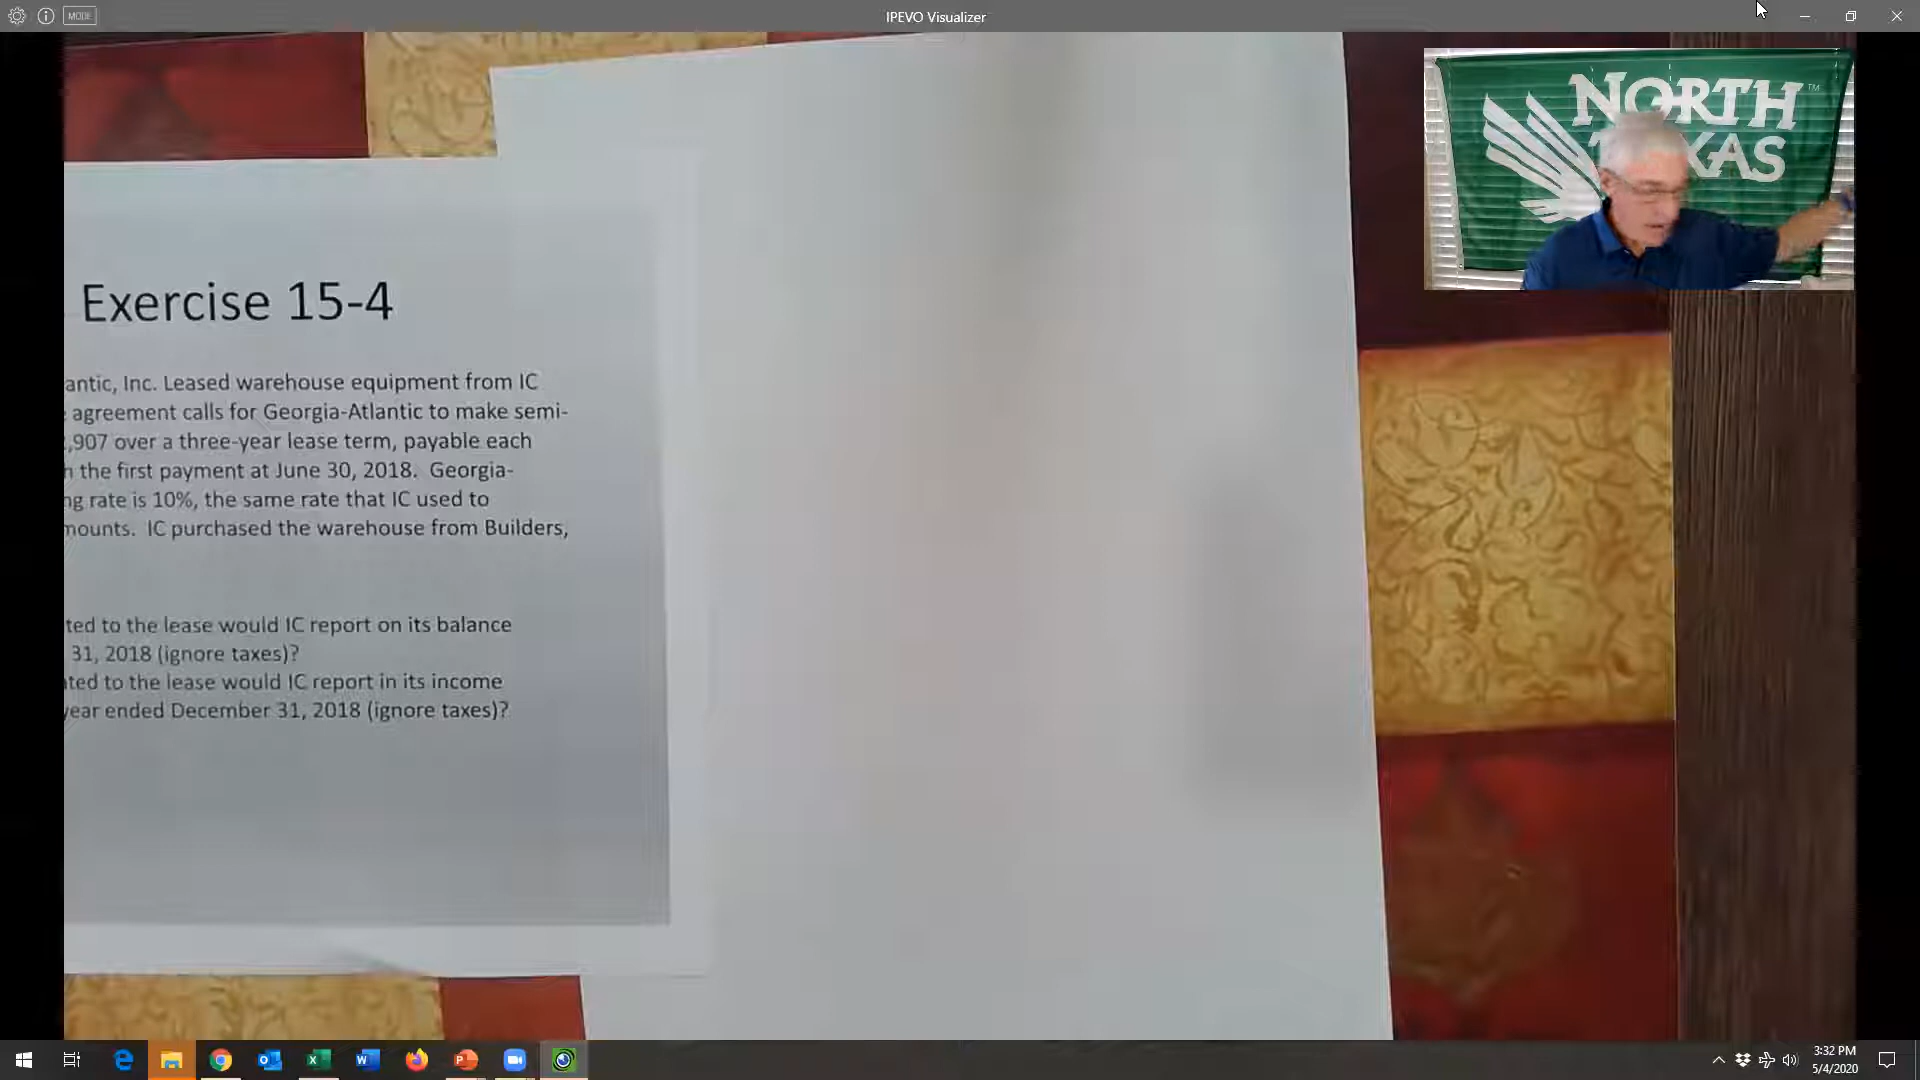 MODE
IPEVO Visualizer
NORTH
TEXAS
TM
Exercise 15-4
antic, Inc. Leased warehouse equipment from IC
agreement calls for Georgia-Atlantic to make semi-
,907 over a three-year lease term, payable each
the first payment at June 30, 2018. Georgia-
ng rate is 10%, the same rate that IC used to
mounts. IC purchased the warehouse from Builders,
ted to the lease would IC report on its balance
31, 2018 (ignore taxes)?
ated to the lease would IC report in its income
year ended December 31, 2018 (ignore taxes)?
3:32 PM
5/4/2020